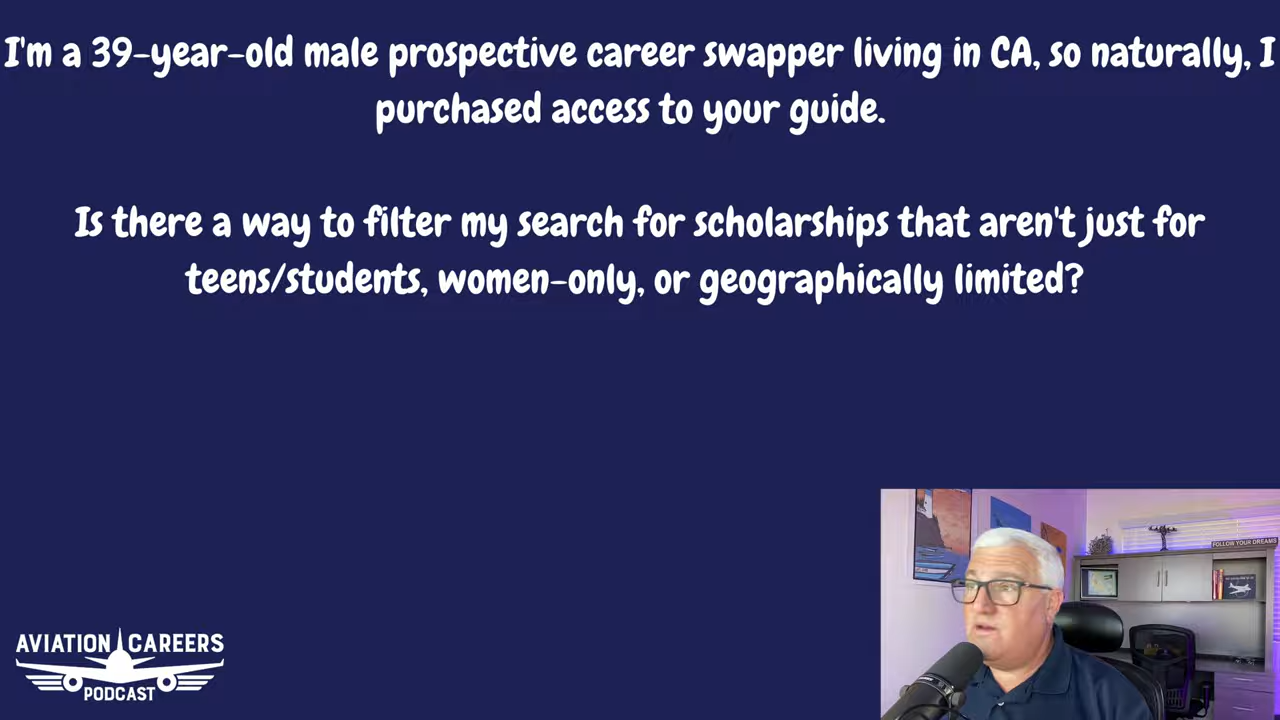 I'm a 39-year-old male prospective career swapper living in CA, so naturally, I
purchased access to your guide.
Is there a way to filter my search for scholarships that aren't just for
teens/students, women-only, or geographically limited?
FOLLOW YOUR DREAMS
AVIATION CAREERS
PODCAST